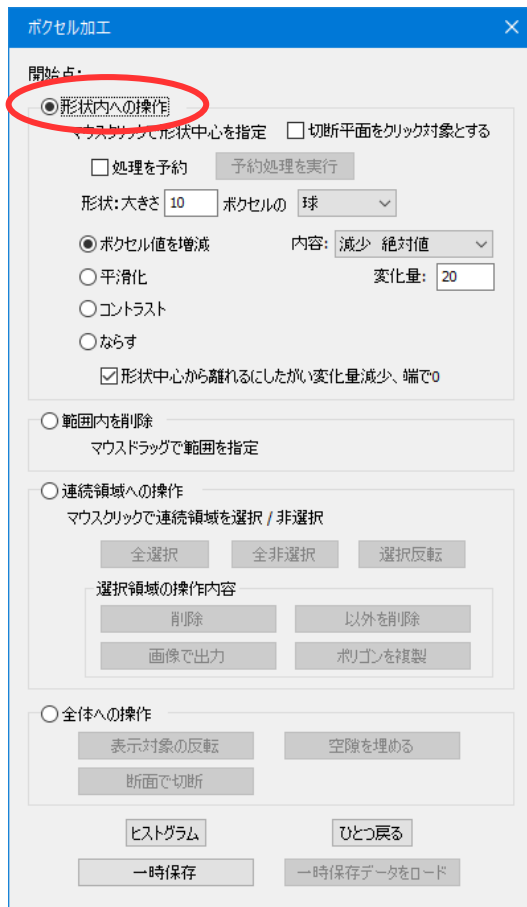 ボクセル加工
開始点:
形状内への操作
マウスクリックで形状中心を指定 切断平面をクリック対象とする
処理を予約 予約処理を実行
形状:大きさ 10 ボクセルの 球
ボクセル値を増減 内容: 減少 絶対値
平滑化 変化量: 20
コントラスト
ならす
形状中心から離れるにしたがい変化量減少、端で0
範囲内を削除
マウスドラッグで範囲を指定
連続領域への操作
マウスクリックで連続領域を選択 / 非選択
全選択 全非選択 選択反転
選択領域の操作内容
削除 以外を削除
画像で出力 ポリゴンを複製
全体への操作
表示対象の反転 空隙を埋める
断面で切断
ヒストグラム ひとつ戻る
一時保存 一時保存データをロード